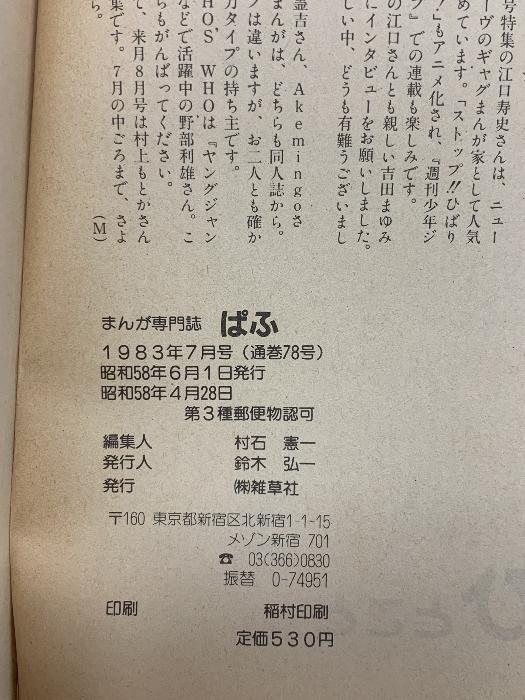 号特集の江口寿史さんは、ニュー
ーヴのギャグまんが家として人気
めています。「ストップ!!ひばり
!」もアニメ化され、『週刊少年ジ
プ』での連載も楽しみです。
の江口さんとも親しい吉田まゆみ
にインタビューをお願いしました。
しい中、どうも有難うございまし
霊吉さん、Akemingoさ
まんがは、どちらも同人誌から。
プは違いますが、お二人とも確か
力タイプの持ち主です。
HOS' WHOは『ヤングジャン
などで活躍中の野部利雄さん。こ
らもがんばってください。
て、来月8月号は村上もとかさん
集です。7月の中ごろまで、さよ
ら。
(M)
まんが専門誌 ぱふ
1983年7月号(通巻78号)
昭和58年6月1日発行
昭和58年4月28日
第3種郵便物認可
編集人 村石 憲一
発行人 鈴木 弘一
発行 ㈱雑草社
〒160 東京都新宿区北新宿1-1-15
メゾン新宿 701
☎ 03(366)0830
振替 0-74951
印刷 稲村印刷
定価530円